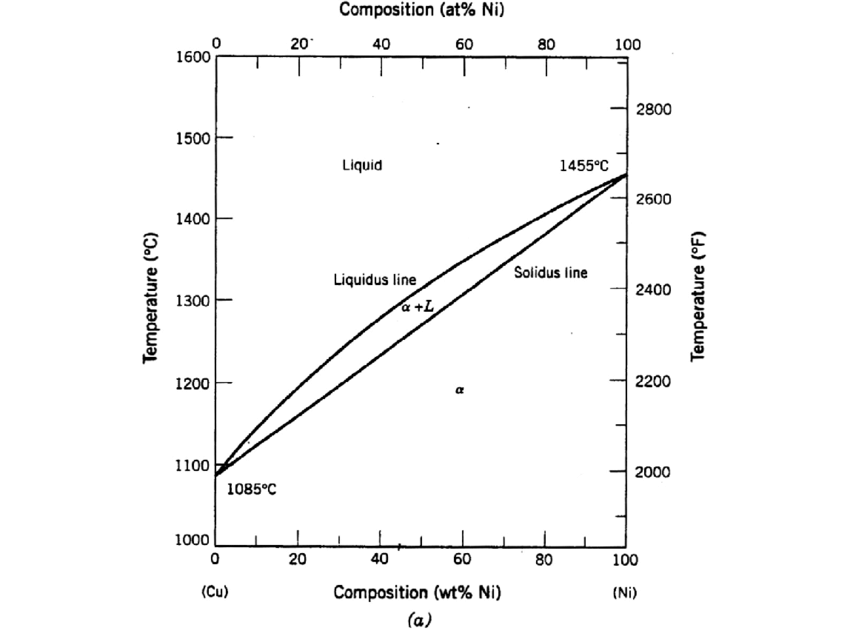 Composition (at% Ni)
0 20 40 60 80 100
1600
1500
1400
1300
1200
1100
1000
2800
2600
2400
2200
2000
Temperature (°C)
Temperature (°F)
Liquid
1455°C
Liquidus line
Solidus line
α + L
α
1085°C
0 20 40 60 80 100
(Cu) Composition (wt% Ni) (Ni)
(a)